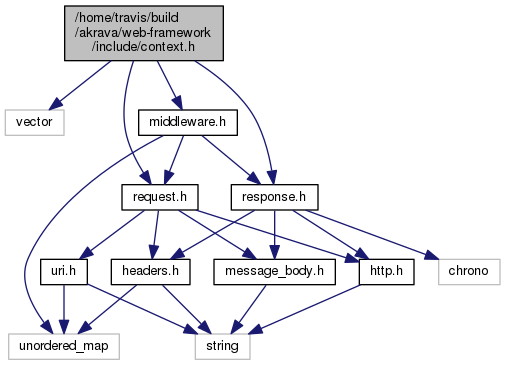 /home/travis/build
/akrava/web-framework
/include/context.h
vector
middleware.h
request.h
response.h
uri.h
headers.h
message_body.h
http.h
chrono
unordered_map
string